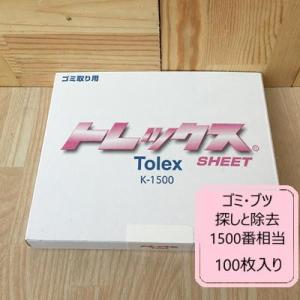 ゴミ取り用
トレックス®
Tolex SHEET
K-1500
ゴミ・ブツ
探しと除去
1500番相当
100枚入り